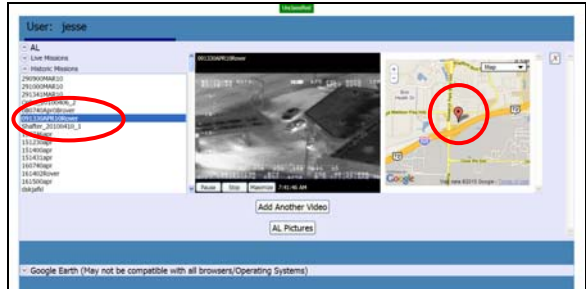 Unclassified
User: jesse
AL
Live Missions
Historic Missions
290900MAR10
291000MAR10
291341MAR10
091330APR10Rover
Shafter_20100410_1
151230apr
151400apr
151431apr
160740apr
161402Rover
161500apr
dskjafkl
091330APR10Rover
Pause Stop Maximize 7:41:46 AM
Map
X
Google
Add Another Video
AL Pictures
Google Earth (May not be compatible with all browsers/Operating Systems)